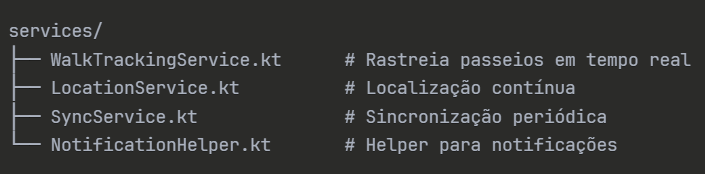 services/
├── WalkTrackingService.kt      # Rastreia passeios em tempo real
├── LocationService.kt          # Localização contínua
├── SyncService.kt              # Sincronização periódica
└── NotificationHelper.kt       # Helper para notificações